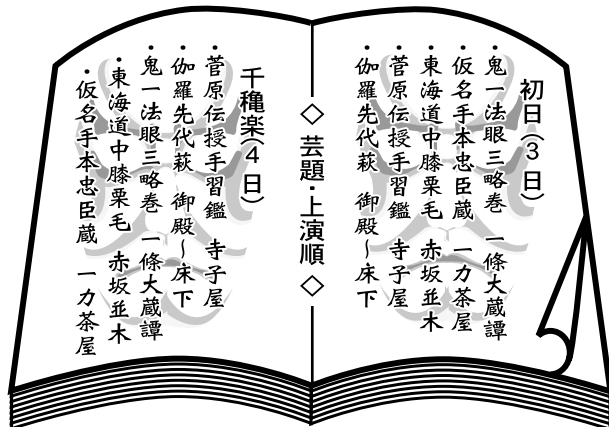 初日（３日）
・鬼一法眼三略巻　一條大蔵譚
・仮名手本忠臣蔵　一力茶屋
・東海道中膝栗毛　赤坂並木
・菅原伝授手習鑑　寺子屋
・伽羅先代萩　御殿～床下
◇ 芸題・上演順 ◇
千穐楽（４日）
・菅原伝授手習鑑　寺子屋
・伽羅先代萩　御殿～床下
・鬼一法眼三略巻　一條大蔵譚
・東海道中膝栗毛　赤坂並木
・仮名手本忠臣蔵　一力茶屋